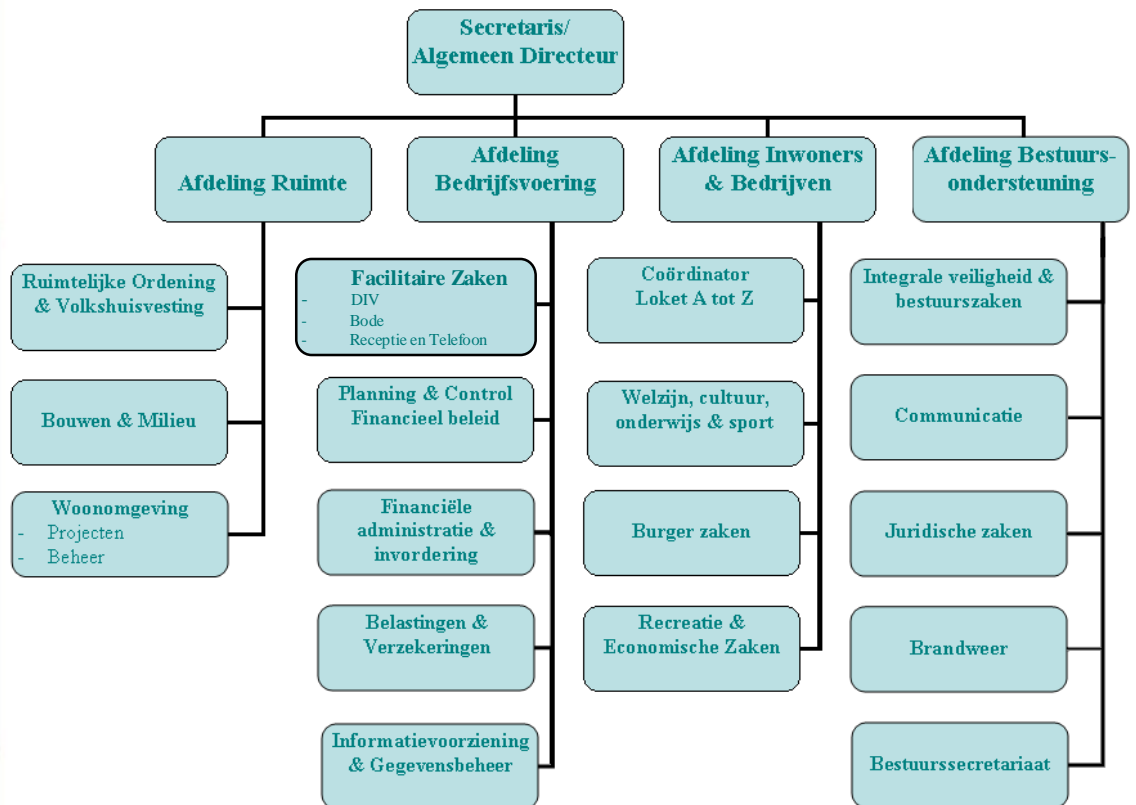 Secretaris/
Algemeen Directeur
Afdeling Ruimte
Afdeling
Bedrijfsvoering
Afdeling Inwoners
& Bedrijven
Afdeling Bestuurs-
ondersteuning
Ruimtelijke Ordening
& Volkshuisvesting
Bouwen & Milieu
Woonomgeving
- Projecten
- Beheer
Facilitaire Zaken
- DIV
- Bode
- Receptie en Telefoon
Planning & Control
Financieel beleid
Financiële
administratie &
invordering
Belastingen &
Verzekeringen
Informatievoorziening
& Gegevensbeheer
Coördinator
Loket A tot Z
Welzijn, cultuur,
onderwijs & sport
Burger zaken
Recreatie &
Economische Zaken
Integrale veiligheid &
bestuurszaken
Communicatie
Juridische zaken
Brandweer
Bestuurssecretariaat